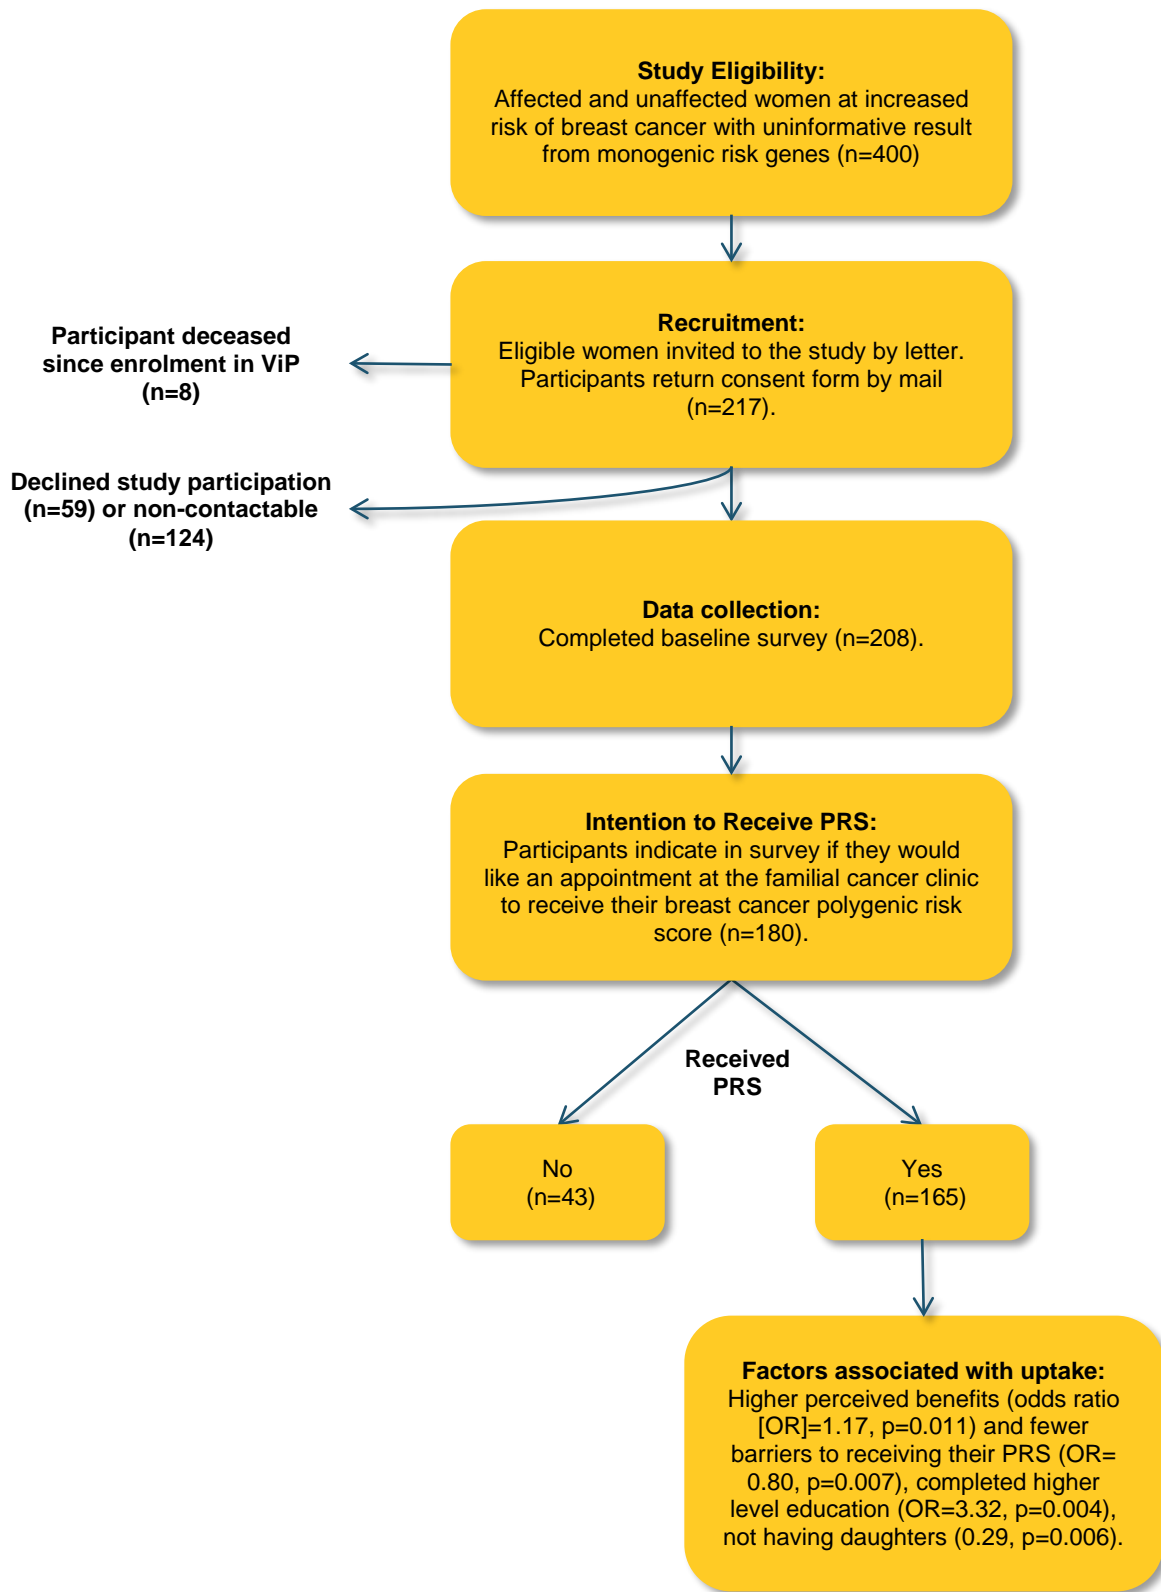 Study Eligibility:
Affected and unaffected women at increased
risk of breast cancer with uninformative result
from monogenic risk genes (n=400)
Recruitment:
Eligible women invited to the study by letter.
Participants return consent form by mail
(n=217).
Participant deceased
since enrolment in ViP
(n=8)
Declined study participation
(n=59) or non-contactable
(n=124)
Data collection:
Completed baseline survey (n=208).
Intention to Receive PRS:
Participants indicate in survey if they would
like an appointment at the familial cancer clinic
to receive their breast cancer polygenic risk
score (n=180).
Received
PRS
No
(n=43)
Yes
(n=165)
Factors associated with uptake:
Higher perceived benefits (odds ratio
[OR]=1.17, p=0.011) and fewer
barriers to receiving their PRS (OR=
0.80, p=0.007), completed higher
level education (OR=3.32, p=0.004),
not having daughters (0.29, p=0.006).